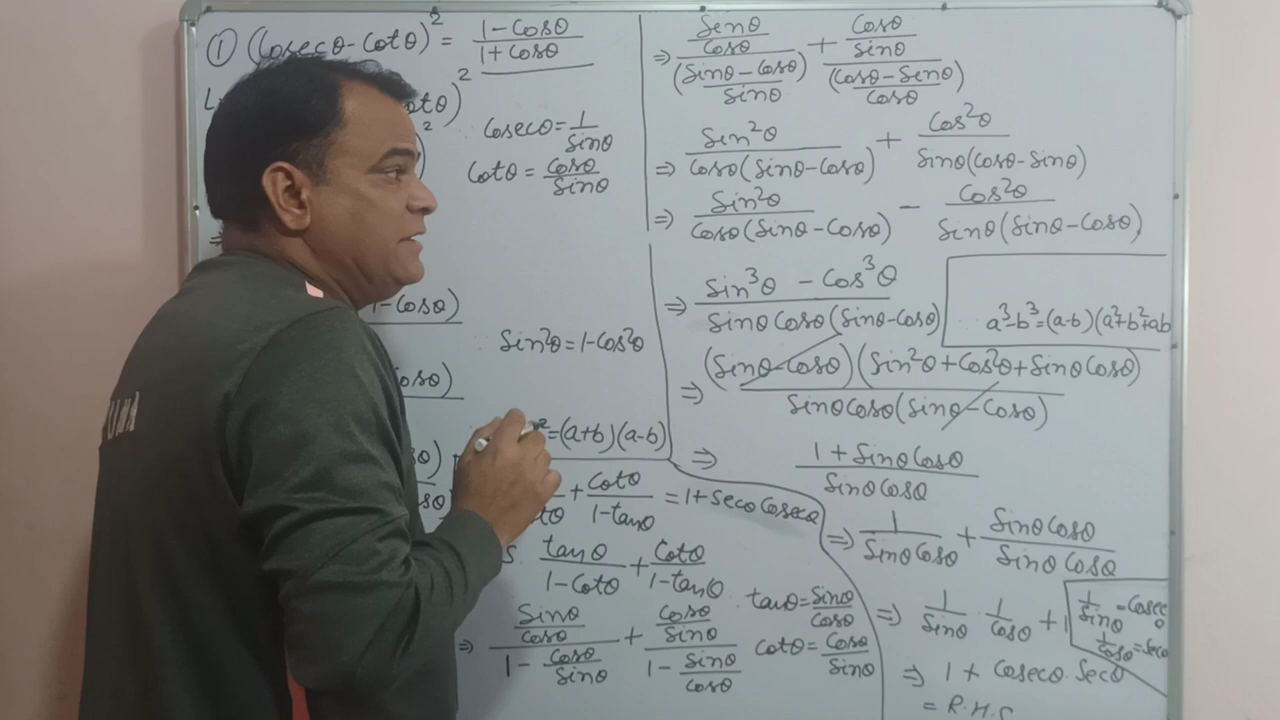 ① (Cosecθ - Cotθ)² = 1 - Cosθ / 1 + Cosθ
otθ)²
)²
Cosecθ = 1 / Sinθ
Cotθ = Cosθ / Sinθ
⇒
1 - Cosθ)
Sin²θ = 1 - Cos²θ
osθ)
² = (a+b)(a-b)
+ Cotθ / 1 - tanθ = 1 + Secθ Cosecθ
S. tanθ / 1 - Cotθ + Cotθ / 1 - tanθ
tanθ = Sinθ / Cosθ
⇒ Sinθ / Cosθ / 1 - Cosθ / Sinθ + Cosθ / Sinθ / 1 - Sinθ / Cosθ
Cotθ = Cosθ / Sinθ
⇒ Sinθ / Cosθ / (Sinθ - Cosθ) / Sinθ + Cosθ / Sinθ / (Cosθ - Sinθ) / Cosθ
⇒ Sin²θ / Cosθ(Sinθ - Cosθ) + Cos²θ / Sinθ(Cosθ - Sinθ)
⇒ Sin²θ / Cosθ(Sinθ - Cosθ) - Cos²θ / Sinθ(Sinθ - Cosθ)
⇒ Sin³θ - Cos³θ / Sinθ Cosθ(Sinθ - Cosθ)
a³-b³=(a-b)(a²+b²+ab
⇒ (Sinθ - Cosθ)(Sin²θ + Cos²θ + Sinθ Cosθ) / Sinθ Cosθ(Sinθ - Cosθ)
⇒ 1 + Sinθ Cosθ / Sinθ Cosθ
⇒ 1 / Sinθ Cosθ + Sinθ Cosθ / Sinθ Cosθ
⇒ 1 / Sinθ . 1 / Cosθ + 1
1 / Sinθ = Cosecθ
1 / Cosθ = Secθ
⇒ 1 + Cosecθ . Secθ
= R.H.S